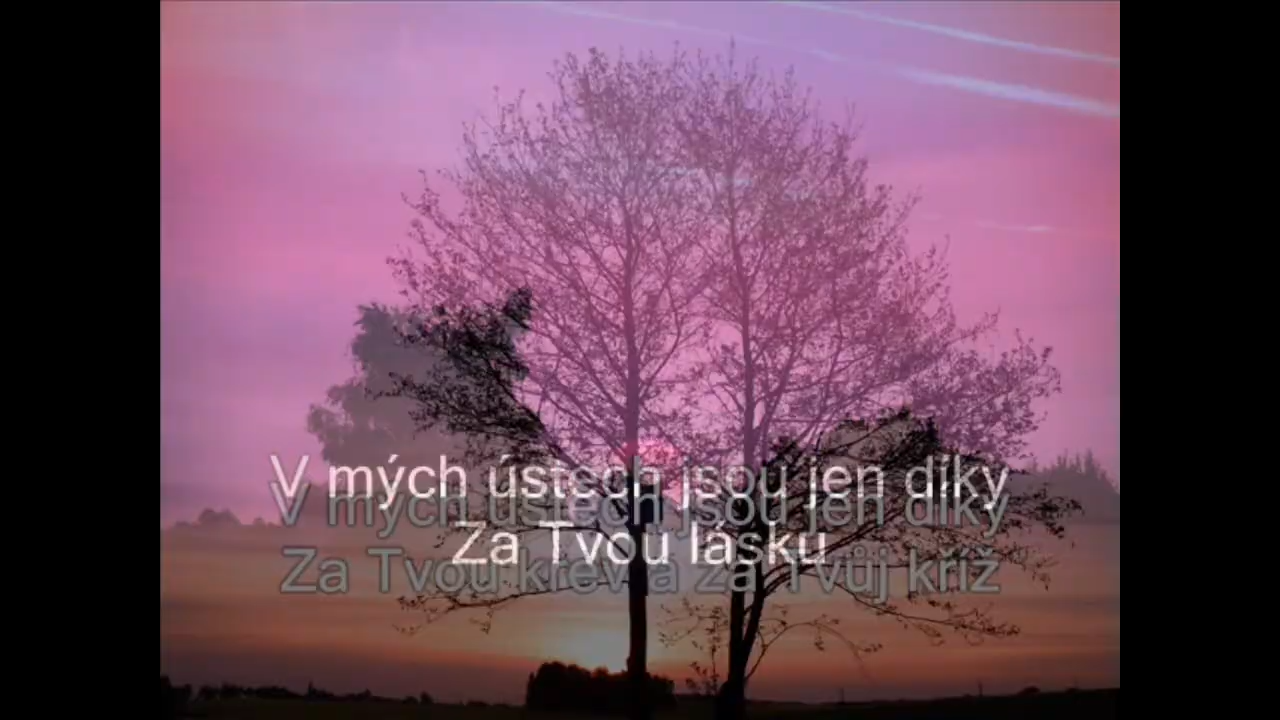 V mých ústech jsou jen díky
V mých ústech jsou jen díky
Za Tvou lásku
Za Tvou krev a za Tvůj kříž